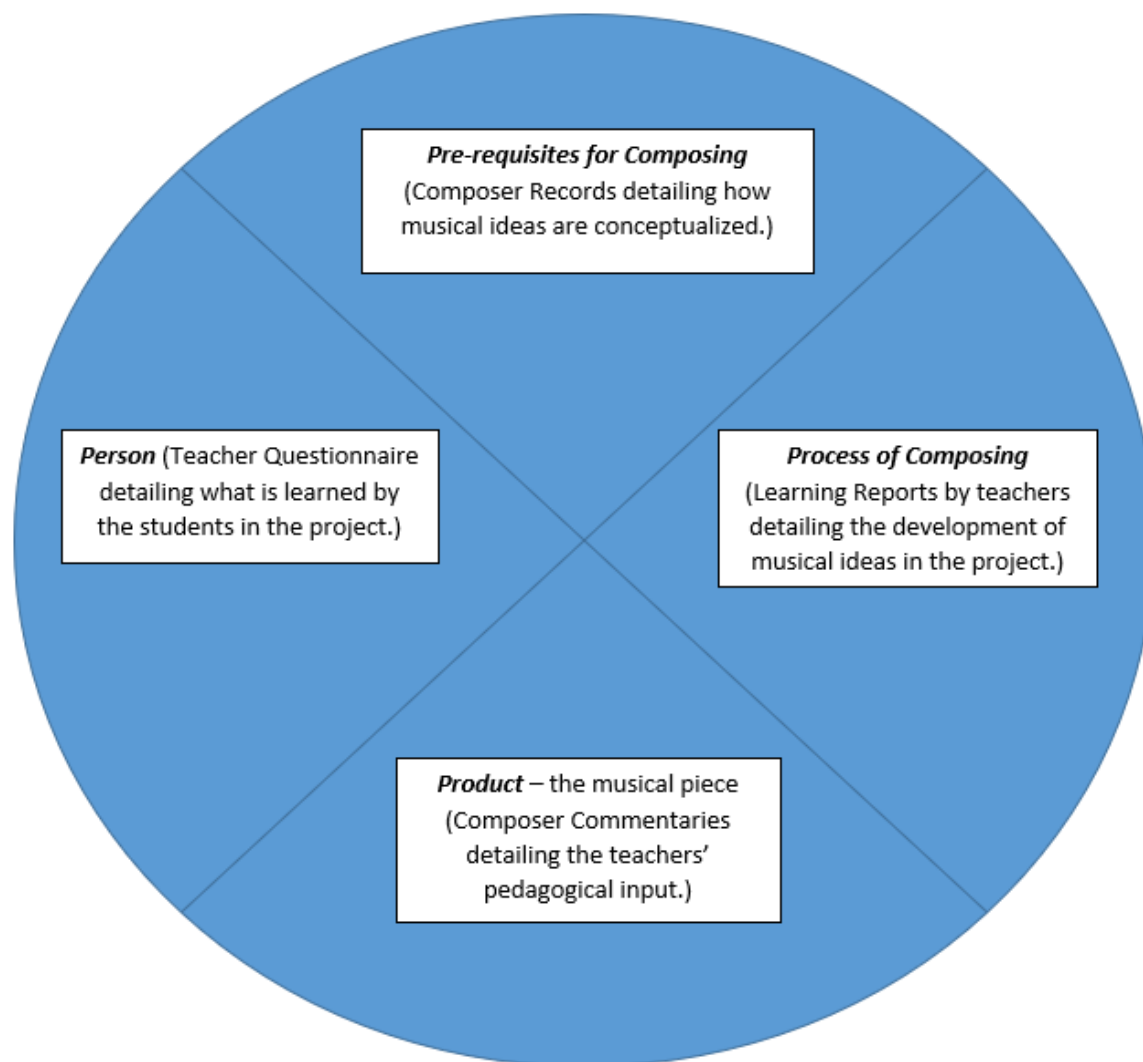 Pre-requisites for Composing
(Composer Records detailing how
musical ideas are conceptualized.)
Person (Teacher Questionnaire
detailing what is learned by
the students in the project.)
Process of Composing
(Learning Reports by teachers
detailing the development of
musical ideas in the project.)
Product – the musical piece
(Composer Commentaries
detailing the teachers’
pedagogical input.)